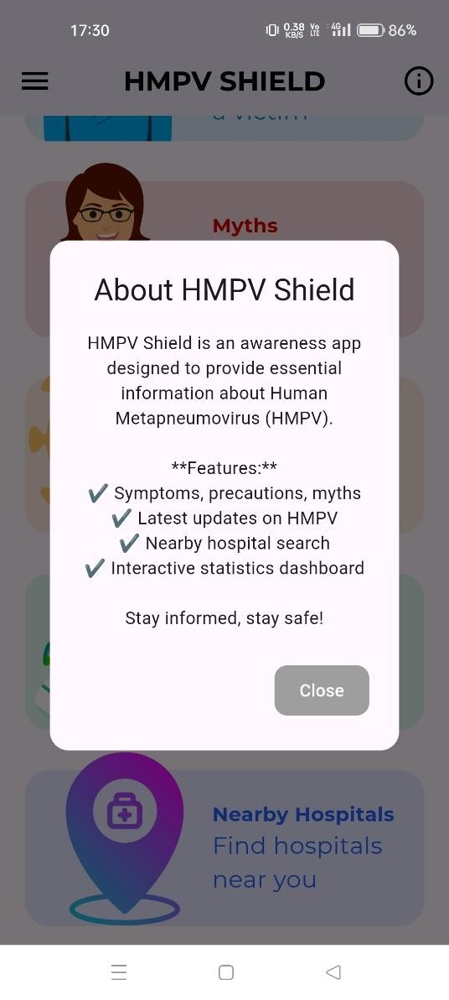 17:30
0.38 KB/S
Vo LTE
4G
86%
HMPV SHIELD
a victim
Myths
About HMPV Shield
HMPV Shield is an awareness app
designed to provide essential
information about Human
Metapneumovirus (HMPV).
**Features:**
✔ Symptoms, precautions, myths
✔ Latest updates on HMPV
✔ Nearby hospital search
✔ Interactive statistics dashboard
Stay informed, stay safe!
Close
Nearby Hospitals
Find hospitals
near you